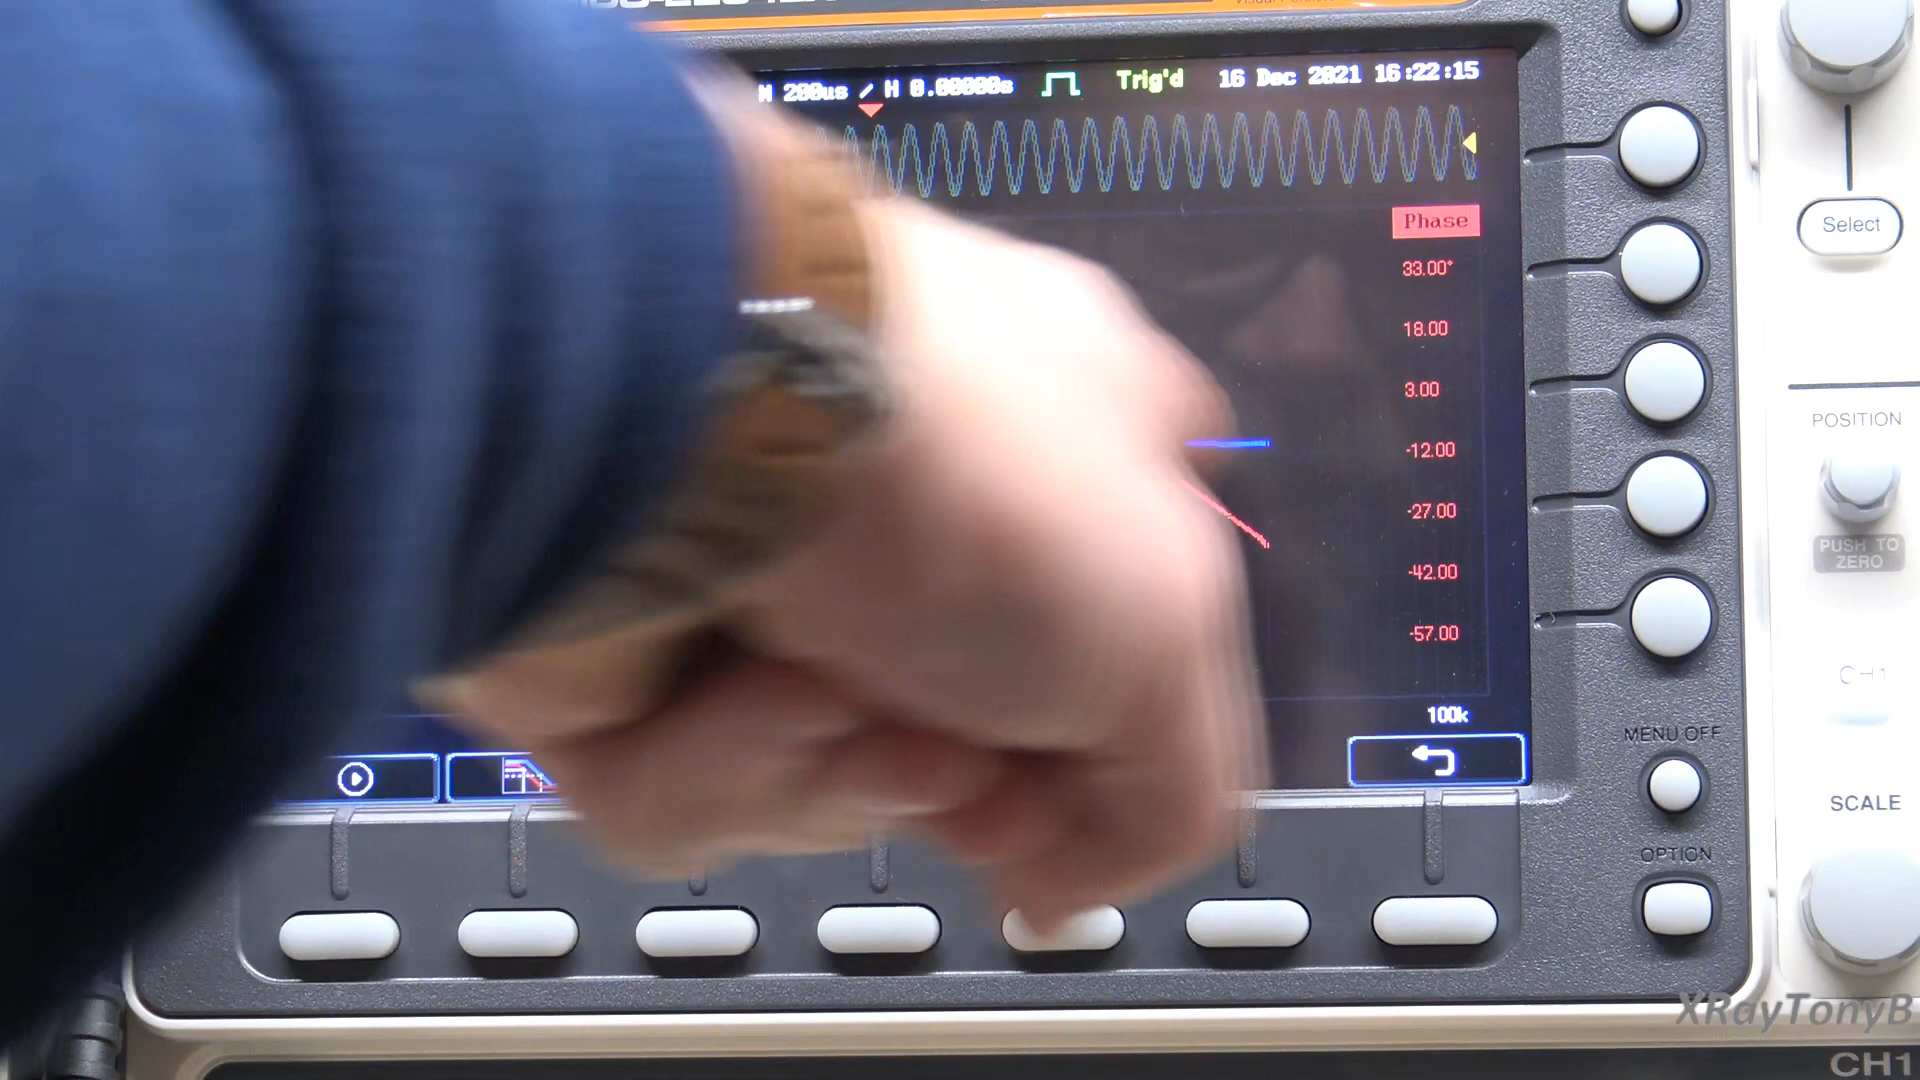 M 200us / H 0.00000s Trig'd 16 Dec 2021 16:22:15
Phase
33.00°
18.00
3.00
-12.00
-27.00
-42.00
-57.00
100k
Select
POSITION
PUSH TO
ZERO
CH1
MENU OFF
SCALE
OPTION
XRayTonyB
CH1